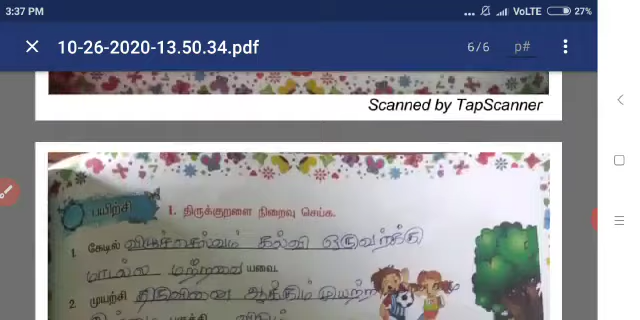 3:37 PM ... VoLTE 27%
10-26-2020-13.50.34.pdf 6/6 p#
Scanned by TapScanner
பயிற்சி 1. திருக்குறளை நிறைவு செய்க.
1. கேடில் விழுச்செல்வம் கல்வி ஒருவற்க்கு
மாடல்ல மற்றவை யவை.
2 முயற்சி திருவினை ஆக்கும் முயற்